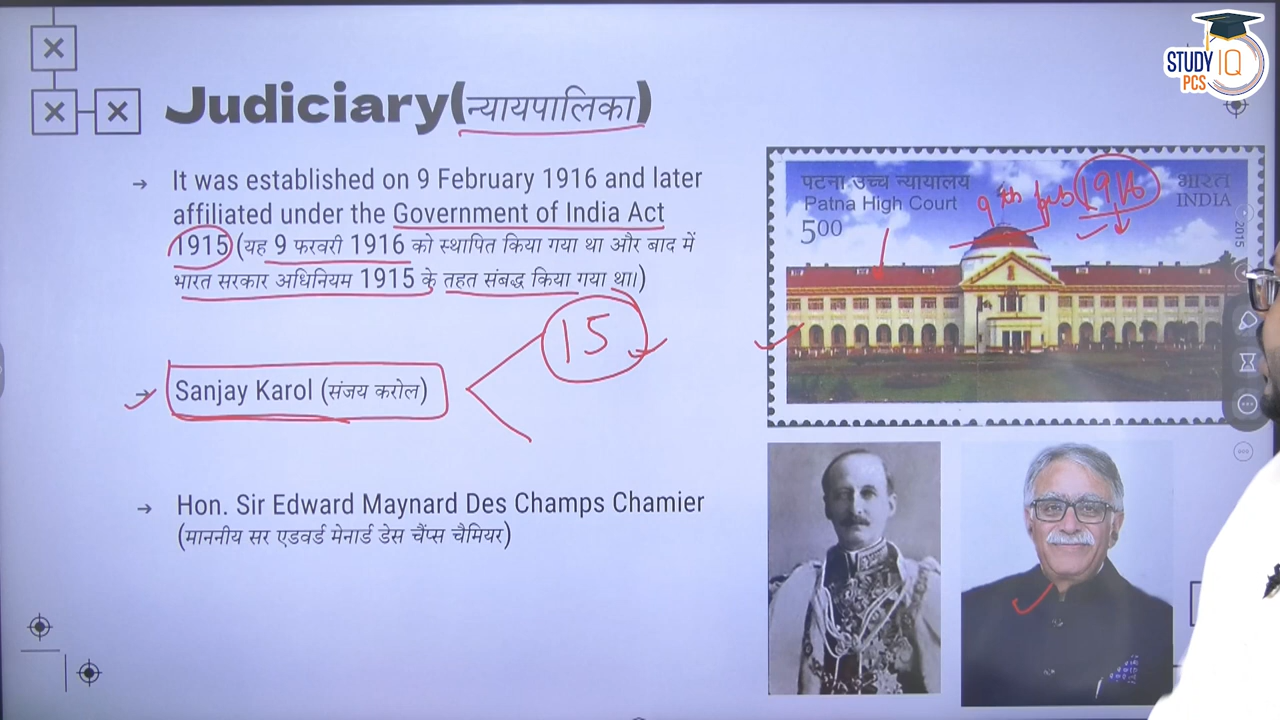 STUDY IQ
PCS
Judiciary(न्यायपालिका)
→ It was established on 9 February 1916 and later
affiliated under the Government of India Act
1915 (यह 9 फरवरी 1916 को स्थापित किया गया था और बाद में
भारत सरकार अधिनियम 1915 के तहत संबद्ध किया गया था।)
15
→ Sanjay Karol (संजय करोल)
→ Hon. Sir Edward Maynard Des Champs Chamier
(माननीय सर एडवर्ड मेनार्ड डेस चैंप्स चैमियर)
पटना उच्च न्यायालय
Patna High Court
500
9th feb 1916
भारत
INDIA
2015